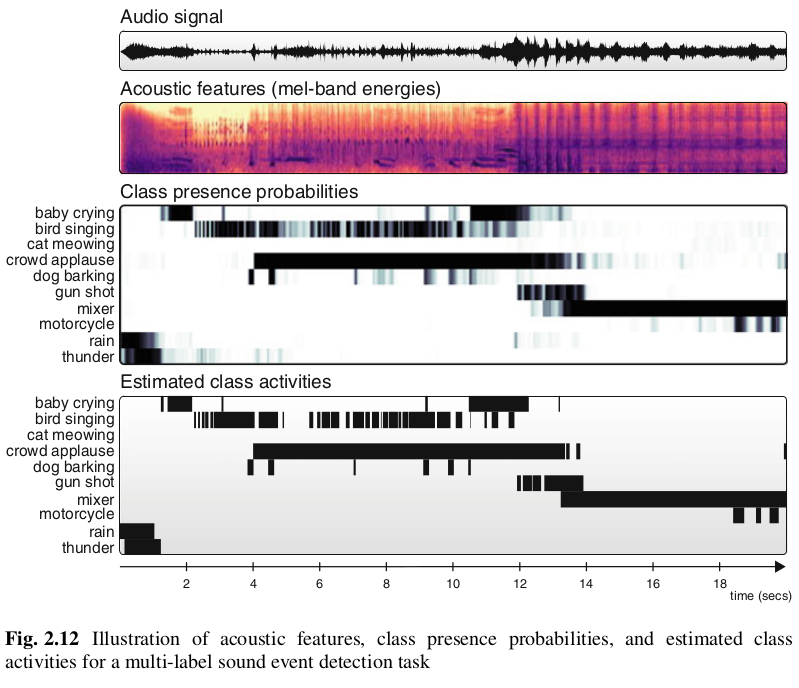 Audio signal
Acoustic features (mel-band energies)
Class presence probabilities
baby crying
bird singing
cat meowing
crowd applause
dog barking
gun shot
mixer
motorcycle
rain
thunder
Estimated class activities
baby crying
bird singing
cat meowing
crowd applause
dog barking
gun shot
mixer
motorcycle
rain
thunder
2 4 6 8 10 12 14 16 18
time (secs)
Fig. 2.12 Illustration of acoustic features, class presence probabilities, and estimated class
activities for a multi-label sound event detection task